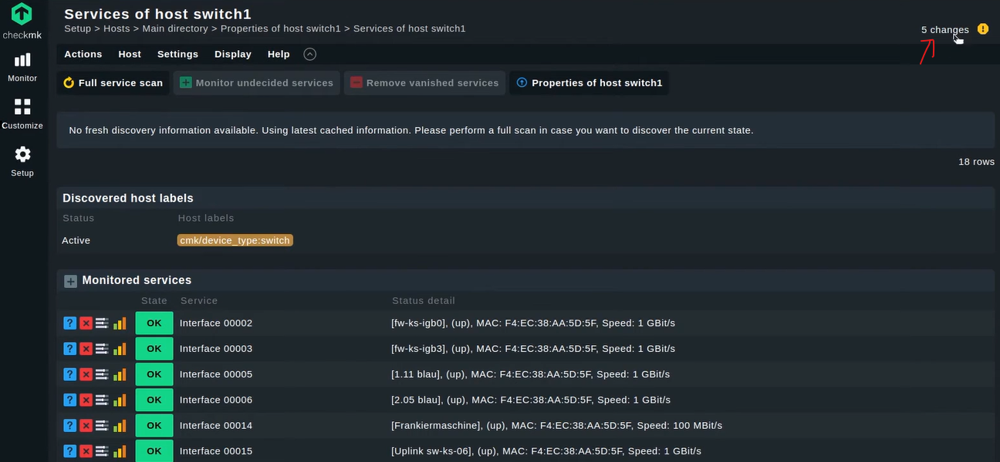 Services of host switch1
Setup > Hosts > Main directory > Properties of host switch1 > Services of host switch1
5 changes
checkmk
Monitor
Customize
Setup
Actions Host Settings Display Help
Full service scan Monitor undecided services Remove vanished services Properties of host switch1
No fresh discovery information available. Using latest cached information. Please perform a full scan in case you want to discover the current state.
18 rows
Discovered host labels
Status Host labels
Active cmk/device_type:switch
Monitored services
State Service Status detail
OK Interface 00002 [fw-ks-igb0], (up), MAC: F4:EC:38:AA:5D:5F, Speed: 1 GBit/s
OK Interface 00003 [fw-ks-igb3], (up), MAC: F4:EC:38:AA:5D:5F, Speed: 1 GBit/s
OK Interface 00005 [1.11 blau], (up), MAC: F4:EC:38:AA:5D:5F, Speed: 1 GBit/s
OK Interface 00006 [2.05 blau], (up), MAC: F4:EC:38:AA:5D:5F, Speed: 1 GBit/s
OK Interface 00014 [Frankiermaschine], (up), MAC: F4:EC:38:AA:5D:5F, Speed: 100 MBit/s
OK Interface 00015 [Uplink sw-ks-06], (up), MAC: F4:EC:38:AA:5D:5F, Speed: 1 GBit/s